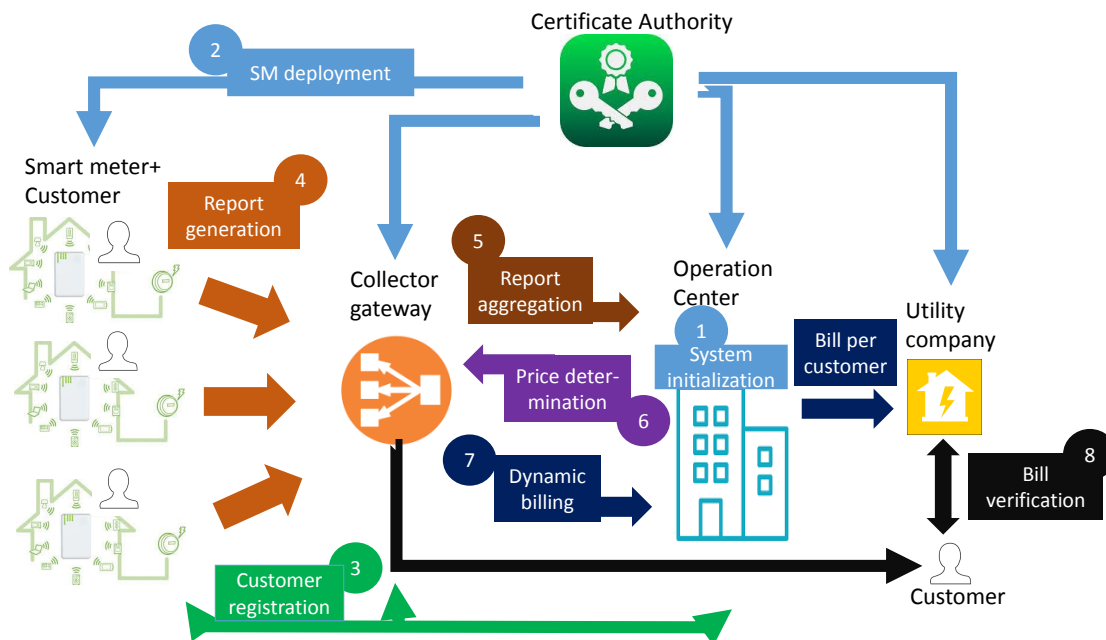 Certificate Authority
2
SM deployment
Smart meter+
Customer
4
Report
generation
5
Report
aggregation
Collector
gateway
Operation
Center
1
System
initialization
Utility
company
Bill per
customer
Price deter-
mination
6
7
Dynamic
billing
8
Bill
verification
3
Customer
registration
Customer